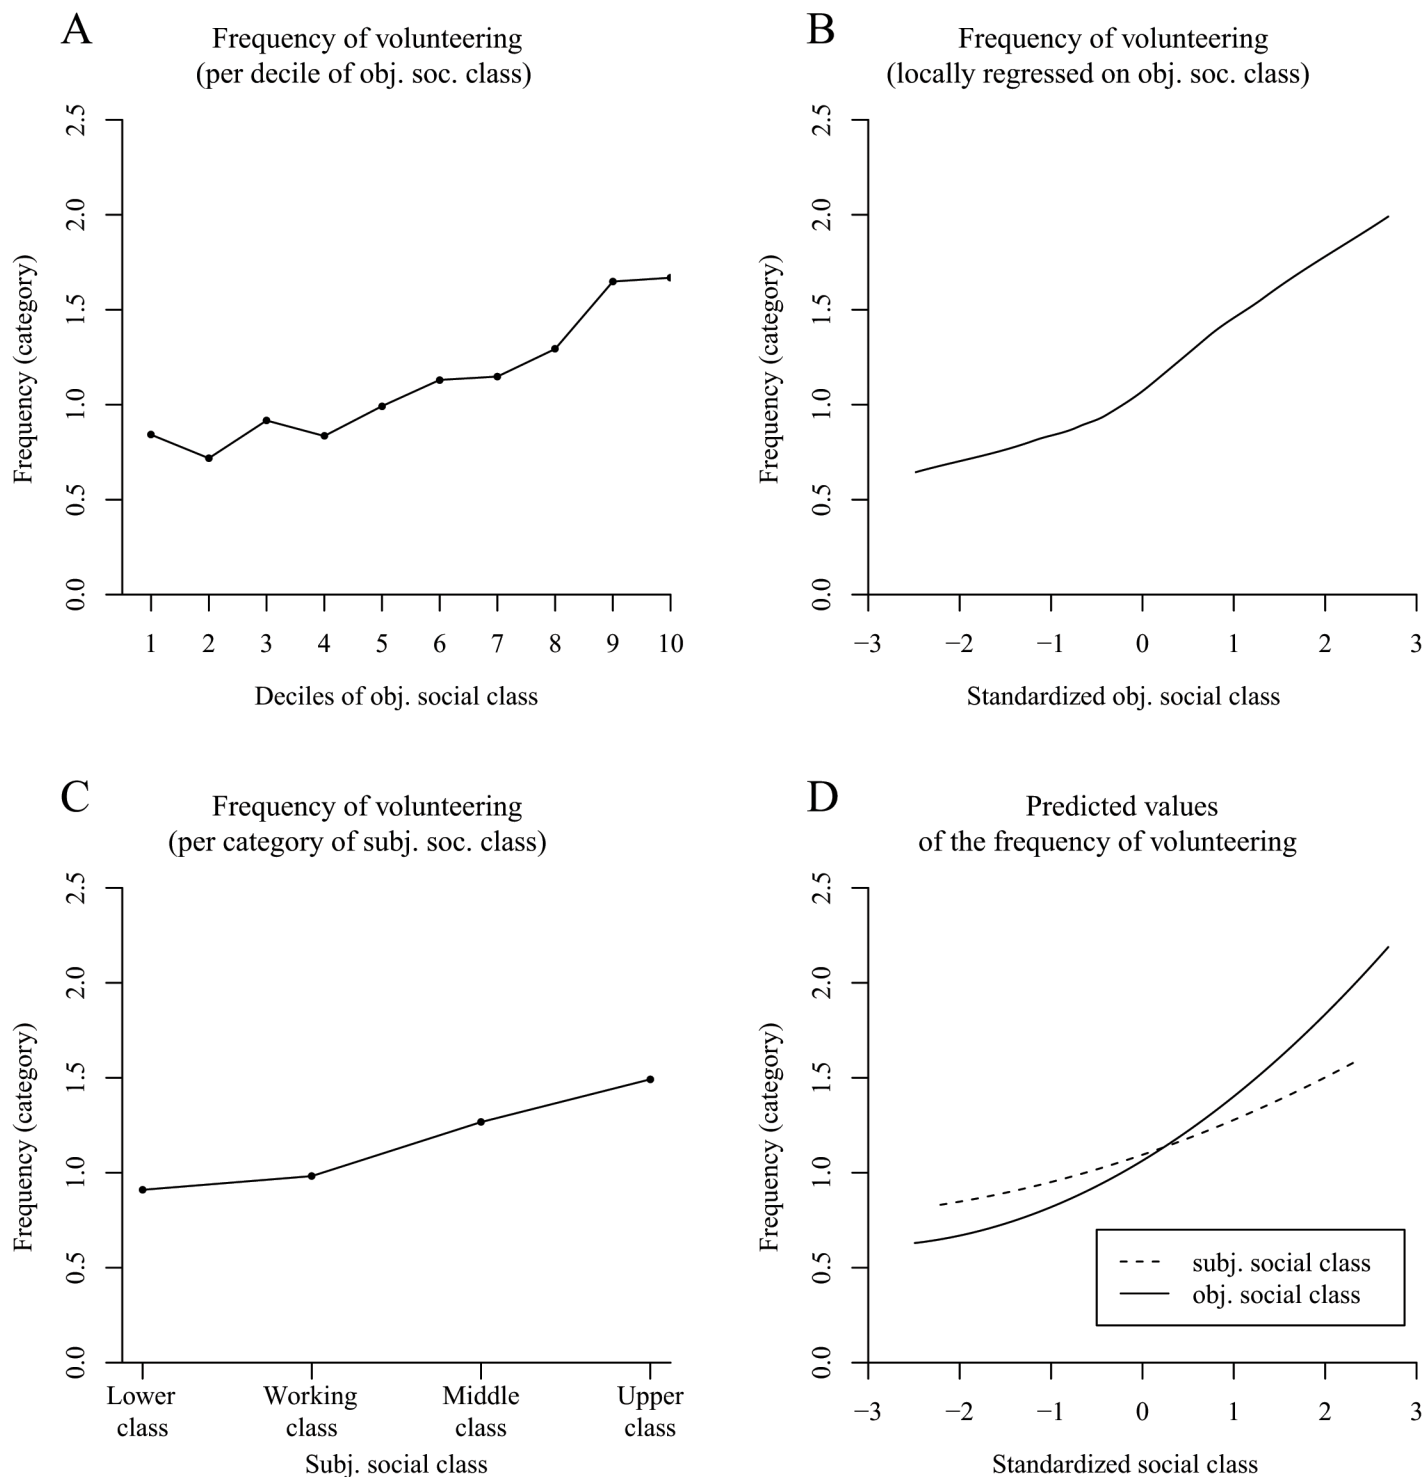 A
Frequency of volunteering
(per decile of obj. soc. class)
Frequency (category)
2.5
2.0
1.5
1.0
0.5
0.0
1 2 3 4 5 6 7 8 9 10
Deciles of obj. social class
B
Frequency of volunteering
(locally regressed on obj. soc. class)
Frequency (category)
2.5
2.0
1.5
1.0
0.5
0.0
−3 −2 −1 0 1 2 3
Standardized obj. social class
C
Frequency of volunteering
(per category of subj. soc. class)
Frequency (category)
2.5
2.0
1.5
1.0
0.5
0.0
Lower Working Middle Upper
class class class class
Subj. social class
D
Predicted values
of the frequency of volunteering
Frequency (category)
2.5
2.0
1.5
1.0
0.5
0.0
subj. social class
obj. social class
−3 −2 −1 0 1 2 3
Standardized social class